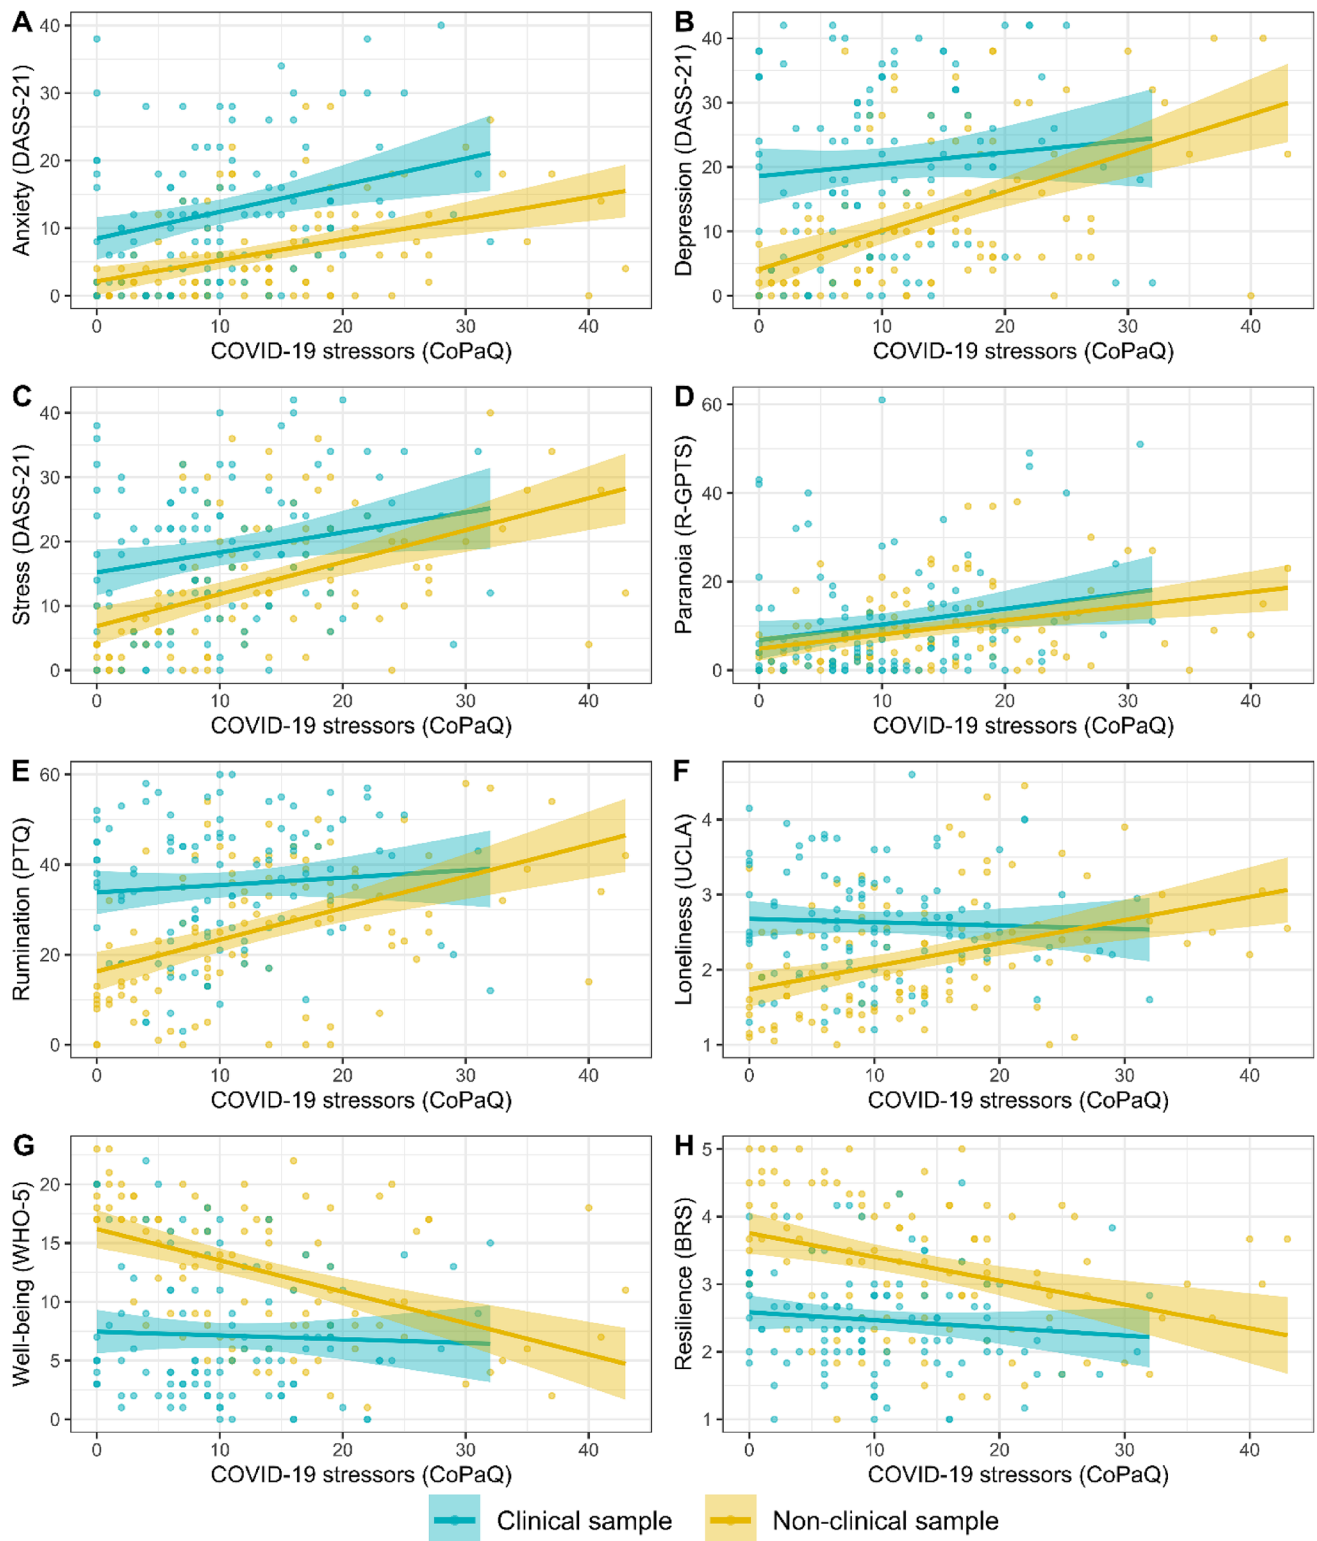 A
Anxiety (DASS-21)
40
30
20
10
0
0 10 20 30 40
COVID-19 stressors (CoPaQ)
B
Depression (DASS-21)
40
30
20
10
0
0 10 20 30 40
COVID-19 stressors (CoPaQ)
C
Stress (DASS-21)
40
30
20
10
0
0 10 20 30 40
COVID-19 stressors (CoPaQ)
D
Paranoia (R-GPTS)
60
40
20
0
0 10 20 30 40
COVID-19 stressors (CoPaQ)
E
Rumination (PTQ)
60
40
20
0
0 10 20 30 40
COVID-19 stressors (CoPaQ)
F
Loneliness (UCLA)
4
3
2
1
0 10 20 30 40
COVID-19 stressors (CoPaQ)
G
Well-being (WHO-5)
20
15
10
5
0
0 10 20 30 40
COVID-19 stressors (CoPaQ)
H
Resilience (BRS)
5
4
3
2
1
0 10 20 30 40
COVID-19 stressors (CoPaQ)
Clinical sample
Non-clinical sample